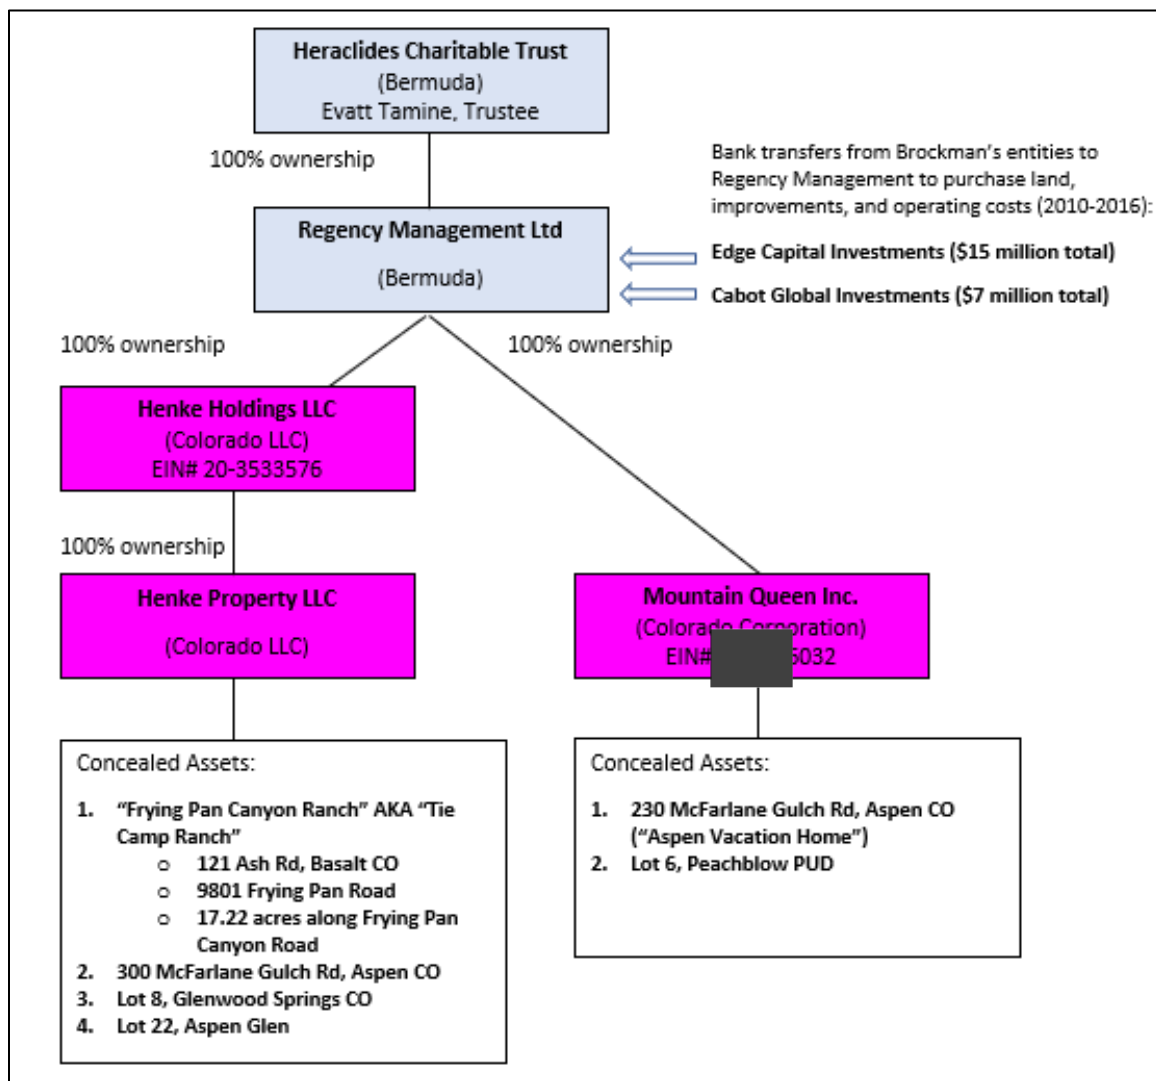 Heraclides Charitable Trust
(Bermuda)
Evatt Tamine, Trustee
100% ownership
Bank transfers from Brockman's entities to
Regency Management to purchase land,
improvements, and operating costs (2010-2016):
Regency Management Ltd
(Bermuda)
Edge Capital Investments ($15 million total)
Cabot Global Investments ($7 million total)
100% ownership
100% ownership
Henke Holdings LLC
(Colorado LLC)
EIN# 20-3533576
100% ownership
Henke Property LLC
(Colorado LLC)
Mountain Queen Inc.
(Colorado Corporation)
EIN# 5032
Concealed Assets:
1. “Frying Pan Canyon Ranch” AKA “Tie
Camp Ranch”
o 121 Ash Rd, Basalt CO
o 9801 Frying Pan Road
o 17.22 acres along Frying Pan
Canyon Road
2. 300 McFarlane Gulch Rd, Aspen CO
3. Lot 8, Glenwood Springs CO
4. Lot 22, Aspen Glen
Concealed Assets:
1. 230 McFarlane Gulch Rd, Aspen CO
(“Aspen Vacation Home”)
2. Lot 6, Peachblow PUD